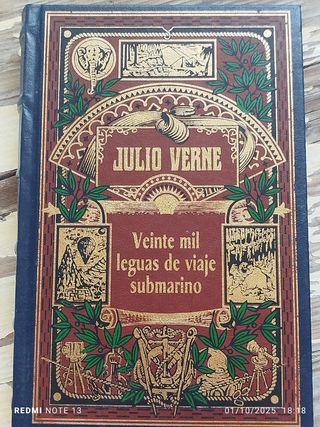 JULIO VERNE
Veinte mil
leguas de viaje
submarino
REDMI NOTE 13
01/10/2025 18:18